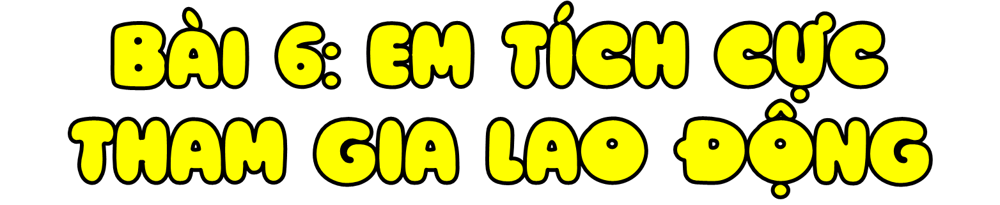 BÀI 6: EM TÍCH CỰC
THAM GIA LAO ĐỘNG